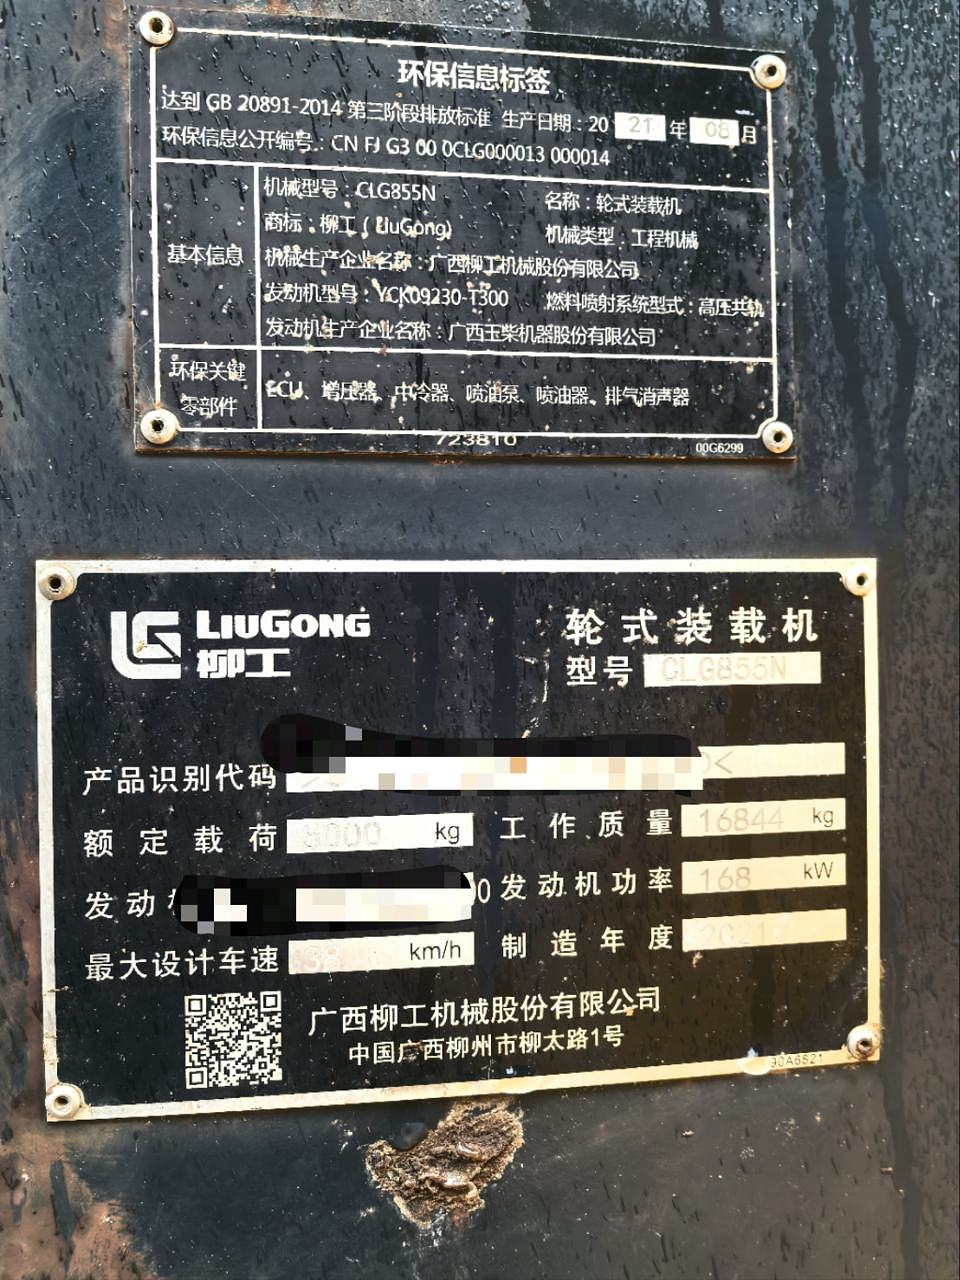 环保信息标签
达到 GB 20891-2014 第三阶段排放标准 生产日期：20 21 年 08 月
环保信息公开编号：CN FJ G3 00 0CLG000013 000014
基本信息
机械型号：CLG855N 名称：轮式装载机
商标：柳工（LiuGong） 机械类型：工程机械
机械生产企业名称：广西柳工机械股份有限公司
发动机型号：YCK09230-T300 燃料喷射系统型式：高压共轨
发动机生产企业名称：广西玉柴机器股份有限公司
环保关键
零部件
ECU、增压器、中冷器、喷油泵、喷油器、排气消声器
723810
00G6299
LIUGONG
柳工
轮式装载机
型号 CLG855N
产品识别代码
额定载荷 5000 kg 工作质量 16844 kg
发动 0 发动机功率 168 kW
最大设计车速 38 km/h 制造年度 2021
广西柳工机械股份有限公司
中国广西柳州市柳太路1号
90A6821